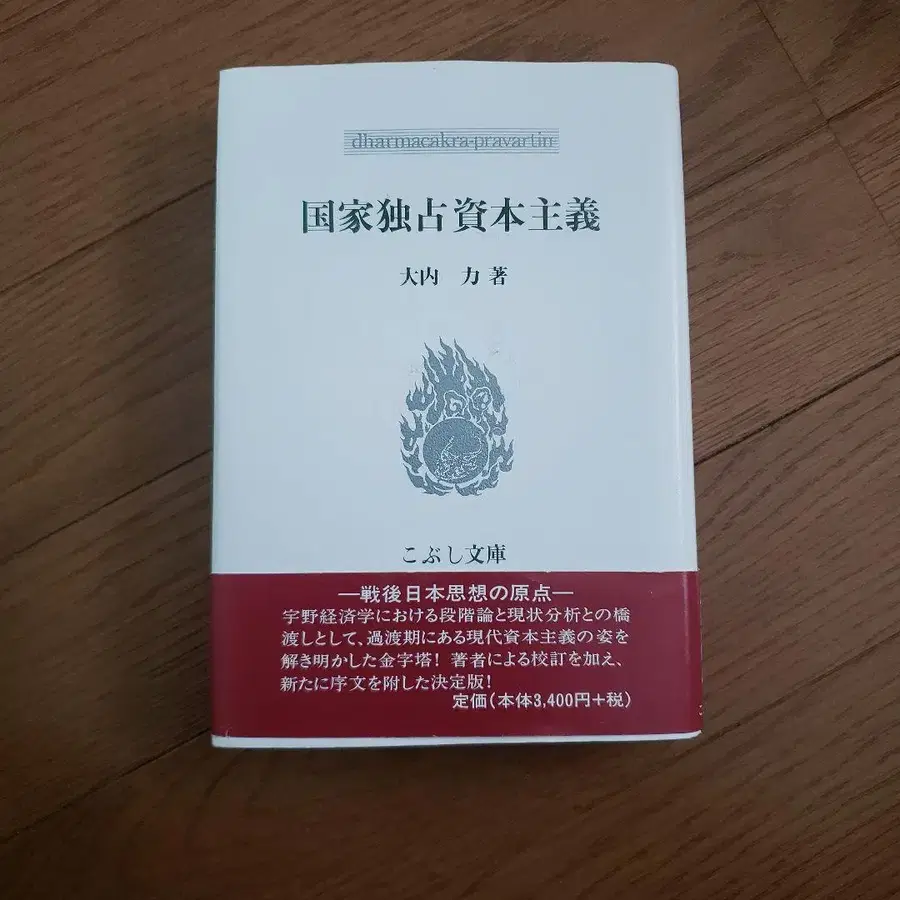 dharmacakra-pravartin
国家独占資本主義
大内 力 著
こぶし文庫
—戦後日本思想の原点—
宇野経済学における段階論と現状分析との橋
渡しとして、過渡期にある現代資本主義の姿を
解き明かした金字塔! 著者による校訂を加え、
新たに序文を附した決定版!
定価(本体3,400円+税)